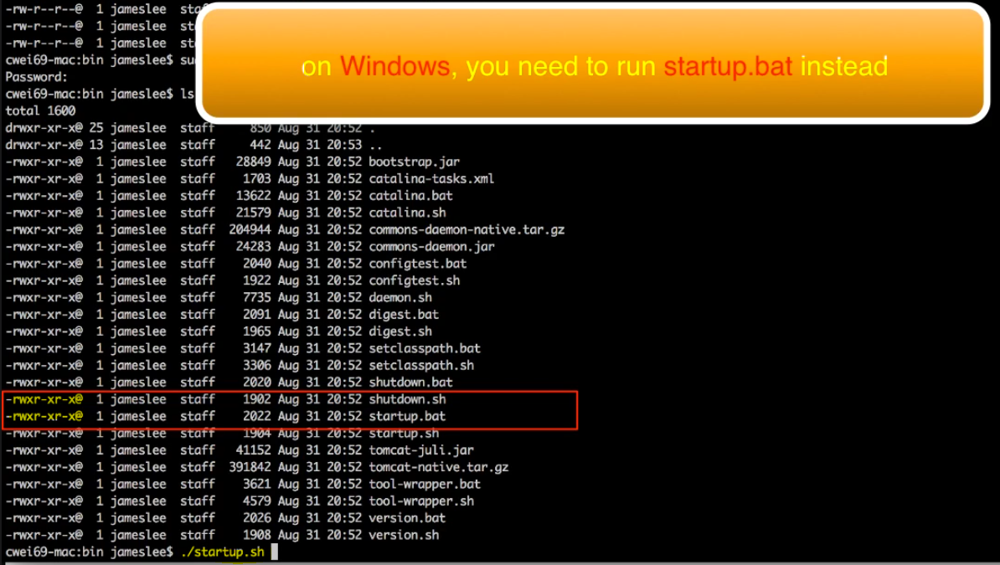 -rw-r--r--@ 1 jameslee
-rw-r--r--@ 1 jameslee
-rw-r--r--@ 1 jameslee
cwei69-mac:bin jameslee$
Password:
cwei69-mac:bin jameslee$ ls
on Windows, you need to run startup.bat instead
total 1600
drwxr-xr-x@ 25 jameslee staff 850 Aug 31 20:52 .
drwxr-xr-x@ 13 jameslee staff 442 Aug 31 20:53 ..
-rwxr-xr-x@ 1 jameslee staff 28849 Aug 31 20:52 bootstrap.jar
-rwxr-xr-x@ 1 jameslee staff 1703 Aug 31 20:52 catalina-tasks.xml
-rwxr-xr-x@ 1 jameslee staff 13622 Aug 31 20:52 catalina.bat
-rwxr-xr-x@ 1 jameslee staff 21579 Aug 31 20:52 catalina.sh
-rwxr-xr-x@ 1 jameslee staff 204944 Aug 31 20:52 commons-daemon-native.tar.gz
-rwxr-xr-x@ 1 jameslee staff 24283 Aug 31 20:52 commons-daemon.jar
-rwxr-xr-x@ 1 jameslee staff 2040 Aug 31 20:52 configtest.bat
-rwxr-xr-x@ 1 jameslee staff 1922 Aug 31 20:52 configtest.sh
-rwxr-xr-x@ 1 jameslee staff 7735 Aug 31 20:52 daemon.sh
-rwxr-xr-x@ 1 jameslee staff 2091 Aug 31 20:52 digest.bat
-rwxr-xr-x@ 1 jameslee staff 1965 Aug 31 20:52 digest.sh
-rwxr-xr-x@ 1 jameslee staff 3147 Aug 31 20:52 setclasspath.bat
-rwxr-xr-x@ 1 jameslee staff 3306 Aug 31 20:52 setclasspath.sh
-rwxr-xr-x@ 1 jameslee staff 2020 Aug 31 20:52 shutdown.bat
-rwxr-xr-x@ 1 jameslee staff 1902 Aug 31 20:52 shutdown.sh
-rwxr-xr-x@ 1 jameslee staff 2022 Aug 31 20:52 startup.bat
-rwxr-xr-x@ 1 jameslee staff 1904 Aug 31 20:52 startup.sh
-rwxr-xr-x@ 1 jameslee staff 41152 Aug 31 20:52 tomcat-juli.jar
-rwxr-xr-x@ 1 jameslee staff 391842 Aug 31 20:52 tomcat-native.tar.gz
-rwxr-xr-x@ 1 jameslee staff 3621 Aug 31 20:52 tool-wrapper.bat
-rwxr-xr-x@ 1 jameslee staff 4579 Aug 31 20:52 tool-wrapper.sh
-rwxr-xr-x@ 1 jameslee staff 2026 Aug 31 20:52 version.bat
-rwxr-xr-x@ 1 jameslee staff 1908 Aug 31 20:52 version.sh
cwei69-mac:bin jameslee$ ./startup.sh